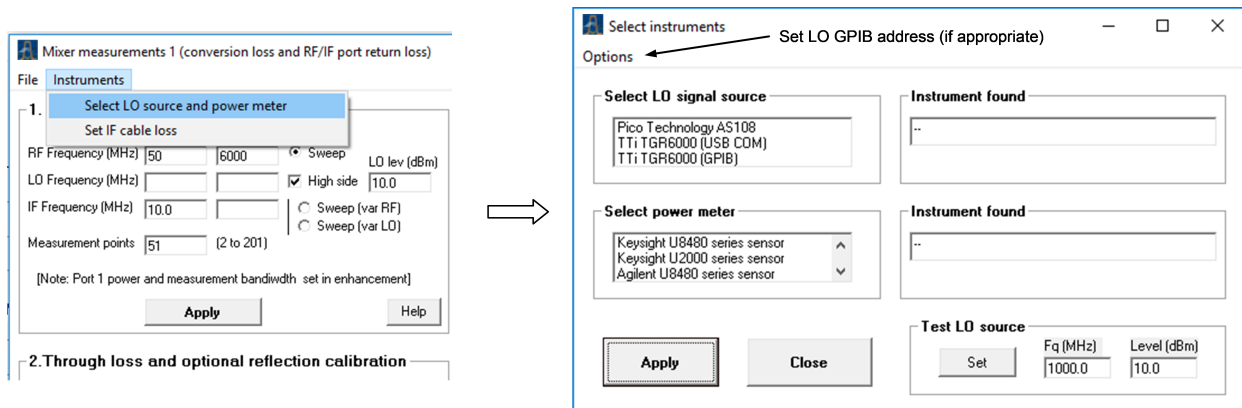 Mixer measurements 1 (conversion loss and RF/IF port return loss)
File Instruments
1.
Select LO source and power meter
Set IF cable loss
RF Frequency (MHz) 50 6000 Sweep LO lev (dBm)
LO Frequency (MHz) High side 10.0
IF Frequency (MHz) 10.0 Sweep (var RF)
Sweep (var LO)
Measurement points 51 (2 to 201)
[Note: Port 1 power and measurement bandiwdth set in enhancement]
Apply Help
2.Through loss and optional reflection calibration
Select instruments
Set LO GPIB address (if appropriate)
Options
Select LO signal source
Pico Technology AS108
TTi TGR6000 (USB COM)
TTi TGR6000 (GPIB)
Instrument found
--
Select power meter
Keysight U8480 series sensor
Keysight U2000 series sensor
Agilent U8480 series sensor
Instrument found
--
Apply Close
Test LO source
Set Fq (MHz) Level (dBm)
1000.0 10.0